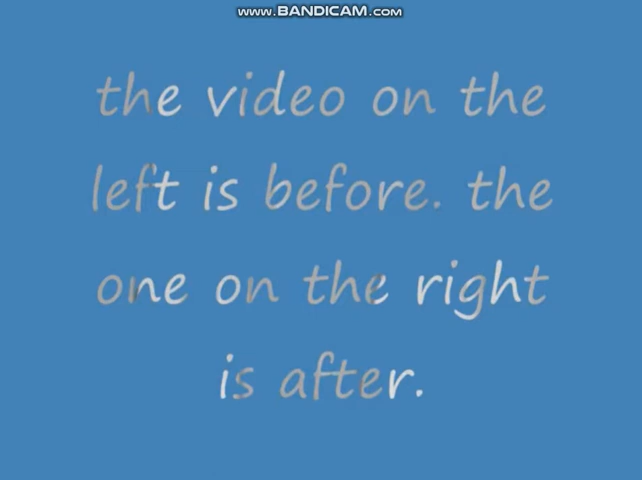 www.BANDICAM.com
the video on the
left is before. the
one on the right
is after.